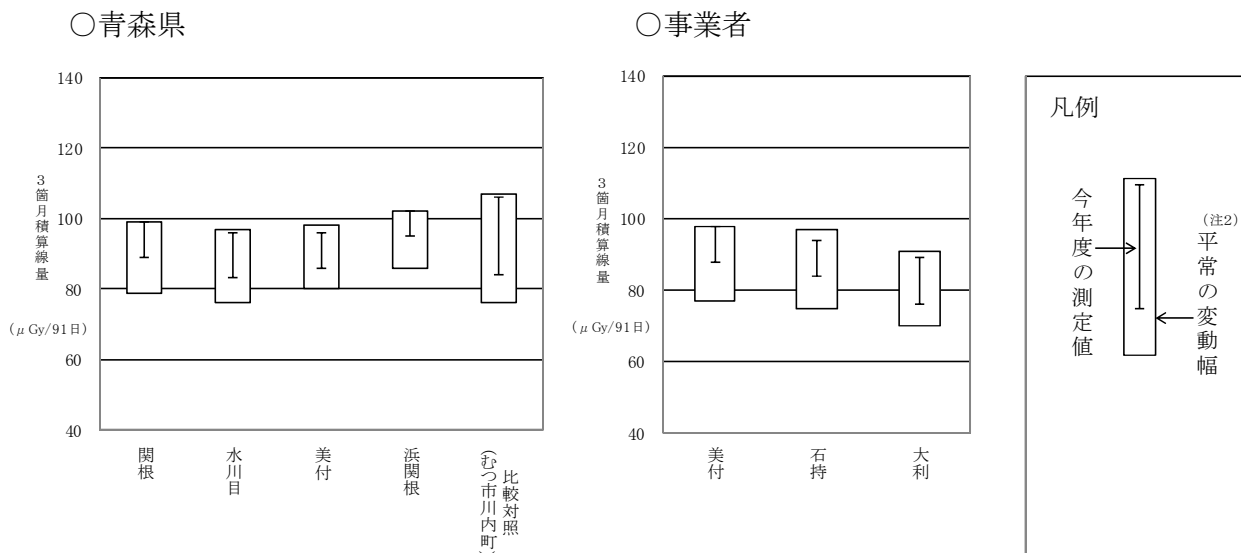 ○青森県
140
120
100
80
60
40
3箇月積算線量
(μGy/91日)
関根
水川目
美付
浜関根
比較対照
(むつ市川内町)
○事業者
140
120
100
80
60
40
3箇月積算線量
(μGy/91日)
美付
石持
大利
凡例
今年度の測定値
(注2)
平常の変動幅